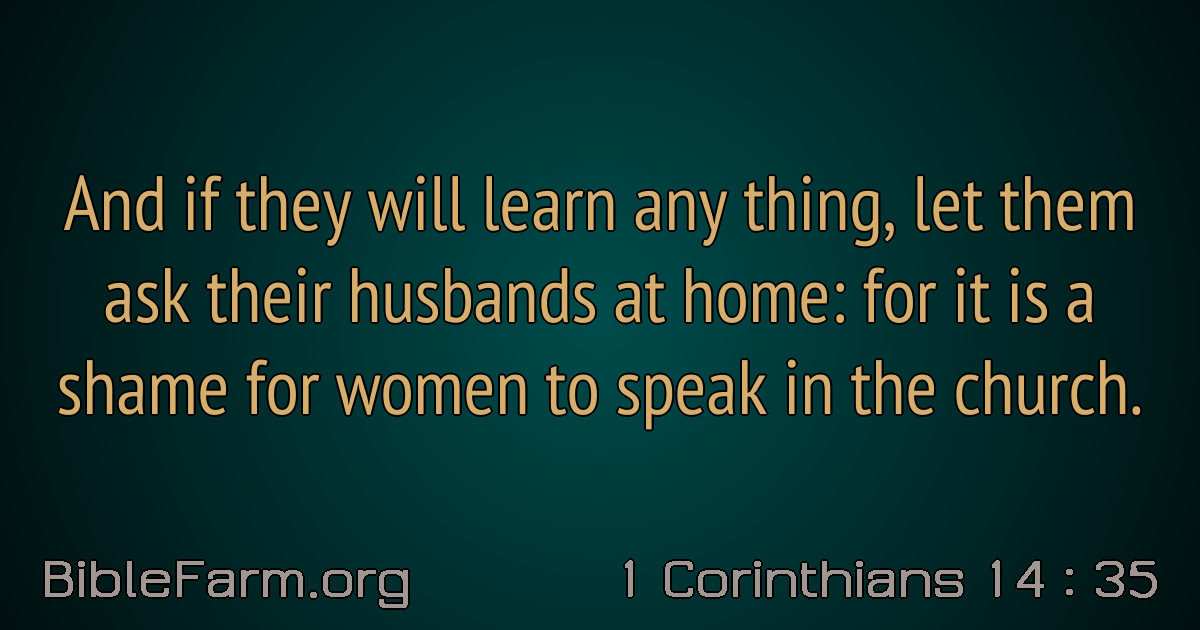 And if they will learn any thing, let them
ask their husbands at home: for it is a
shame for women to speak in the church.
BibleFarm.org
1 Corinthians 14 : 35